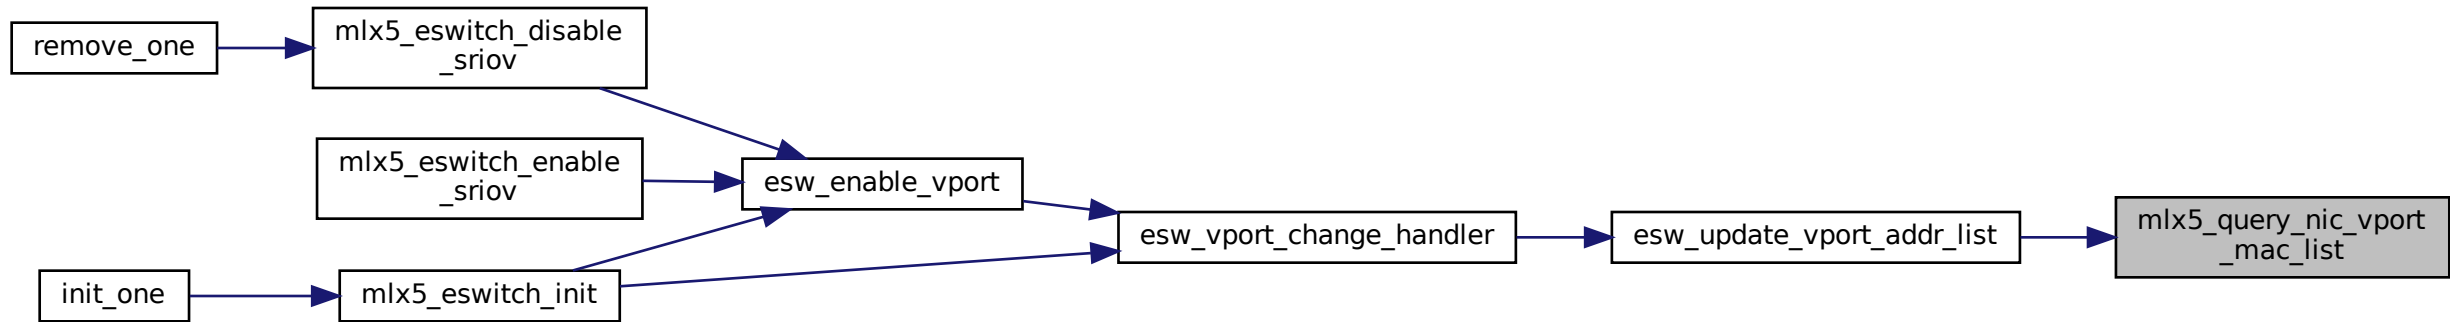 remove_one
mlx5_eswitch_disable
_sriov
mlx5_eswitch_enable
_sriov
init_one
mlx5_eswitch_init
esw_enable_vport
esw_vport_change_handler
esw_update_vport_addr_list
mlx5_query_nic_vport
_mac_list